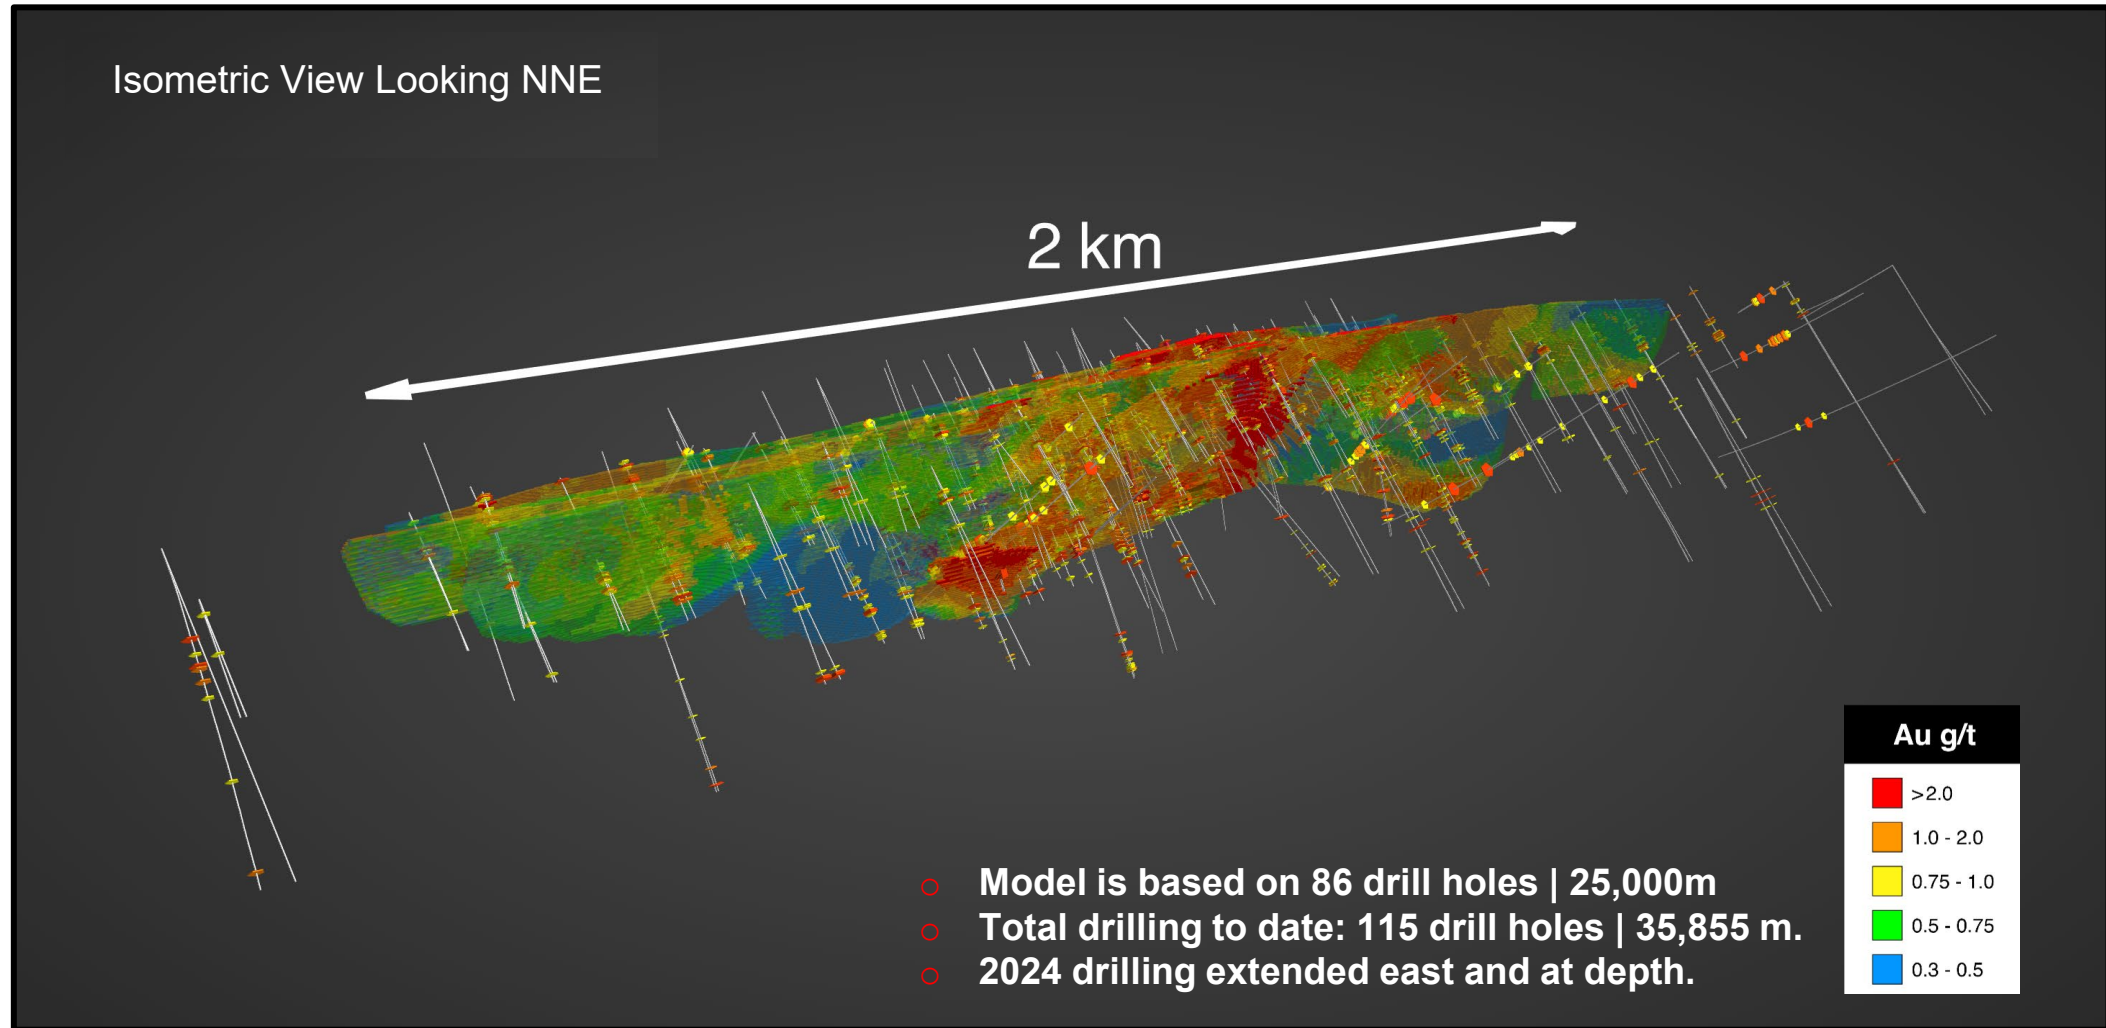 Isometric View Looking NNE
2 km
Au g/t
>2.0
1.0 - 2.0
0.75 - 1.0
0.5 - 0.75
0.3 - 0.5
Model is based on 86 drill holes | 25,000m
Total drilling to date: 115 drill holes | 35,855 m.
2024 drilling extended east and at depth.